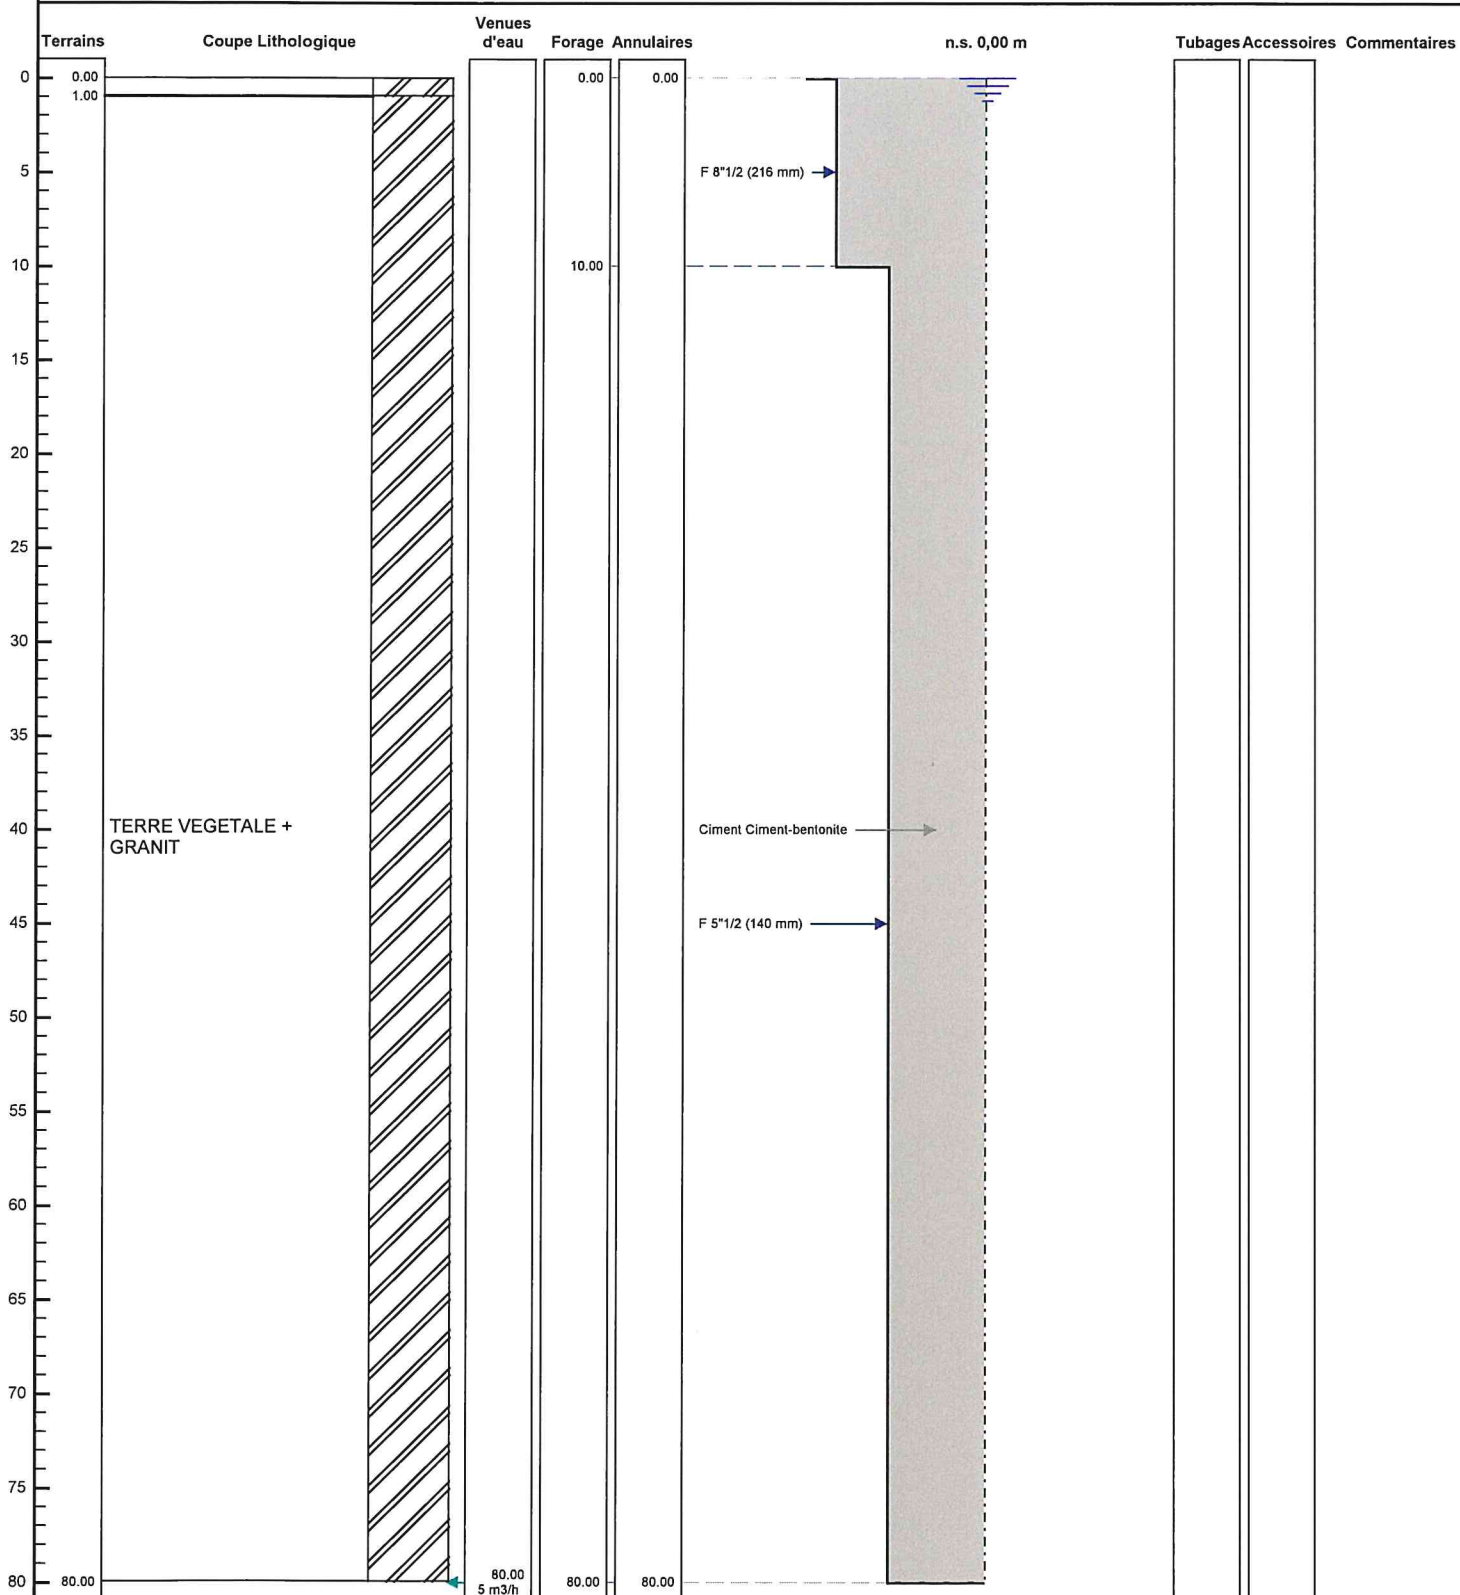 Terrains
Coupe Lithologique
Venues
d'eau
Forage
Annulaires
n.s. 0,00 m
Tubages
Accessoires
Commentaires
0
0.00
0.00
0.00
1.00
5
F 8"1/2 (216 mm)
10
10.00
15
20
25
30
35
40
TERRE VEGETALE +
GRANIT
Ciment Ciment-bentonite
45
F 5"1/2 (140 mm)
50
55
60
65
70
75
80
80.00
80.00
5 m3/h
80.00
80.00